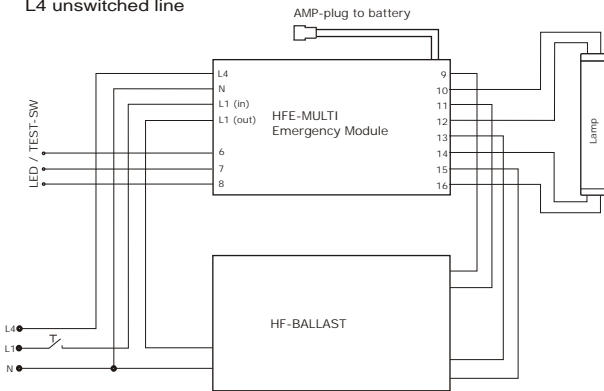 L4 unswitched line
AMP-plug to battery
L4
N
L1 (in)
L1 (out)
6
7
8
HFE-MULTI
Emergency Module
9
10
11
12
13
14
15
16
Lamp
LED / TEST-SW
HF-BALLAST
L4
T
L1
N